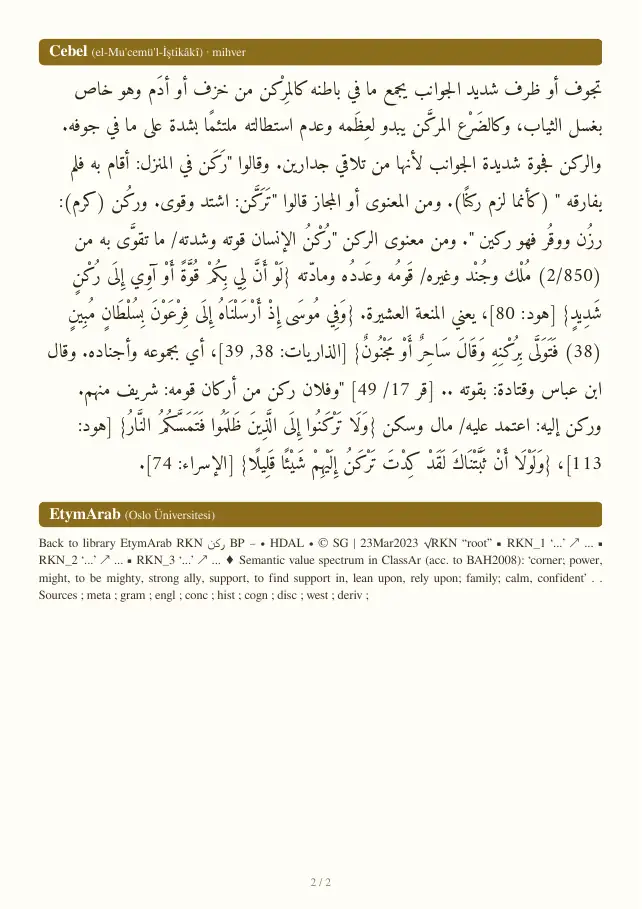 Cebel (el-Mu'cemü'l-İştikâkî) · mihver
تجوف أو ظرف شديد الجوانب يجمع ما في باطنه كالمِرْكن من خزف أو أدَم وهو خاص
بغسل الثياب، وكالضَرْع المركَّن يبدو لعِظَمه وعدم استطالته ملتئمًا بشدة على ما في جوفه.
والركن فجوة شديدة الجوانب لأنها من تلاقي جدارين. وقالوا "رَكَن في المنزل: أقام به فلم
يفارقه " (كأنما لزم ركنًا). ومن المعنوى أو المجاز قالوا "تَرَكَّن: اشتد وقوى. وركُن (كرم):
رزُن ووقُر فهو ركين ". ومن معنوى الركن "رُكْنُ الإنسان قوته وشدته/ ما تقوَّى به من
(2/850) مُلْك وجُنْد وغيره/ قَومُه وعَددُه ومادّته {لَوْ أَنَّ لِي بِكُمْ قُوَّةً أَوْ آوِي إِلَى رُكْنٍ
شَدِيدٍ} [هود: 80]، يعني المنعة العشيرة. {وَفِي مُوسَى إِذْ أَرْسَلْنَاهُ إِلَى فِرْعَوْنَ بِسُلْطَانٍ مُبِينٍ
(38) فَتَوَلَّى بِرُكْنِهِ وَقَالَ سَاحِرٌ أَوْ مَجْنُونٌ} [الذاريات: 38, 39]، أي بجموعه وأجناده. وقال
ابن عباس وقتادة: بقوته .. [قر 17/ 49] "وفلان ركن من أركان قومه: شريف منهم.
وركن إليه: اعتمد عليه/ مال وسكن {وَلَا تَرْكَنُوا إِلَى الَّذِينَ ظَلَمُوا فَتَمَسَّكُمُ النَّارُ} [هود:
113]، {وَلَوْلَا أَنْ ثَبَّتْنَاكَ لَقَدْ كِدْتَ تَرْكَنُ إِلَيْهِمْ شَيْئًا قَلِيلًا} [الإسراء: 74].
EtymArab (Oslo Üniversitesi)
Back to library EtymArab RKN ركن BP – • HDAL • © SG | 23Mar2023 √RKN “root” ▪ RKN_1 ‘...’ ↗ ... ▪
RKN_2 ‘...’ ↗ ... ▪ RKN_3 ‘...’ ↗ ... ♦ Semantic value spectrum in ClassAr (acc. to BAH2008): ‘corner; power,
might, to be mighty, strong ally, support, to find support in, lean upon, rely upon; family; calm, confident’ . .
Sources ; meta ; gram ; engl ; conc ; hist ; cogn ; disc ; west ; deriv ;
2 / 2